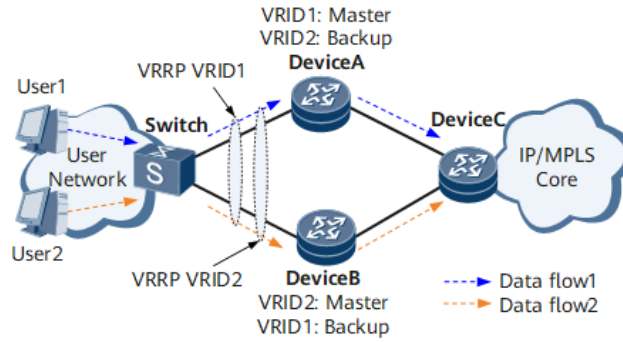 VRID1: Master
VRID2: Backup
DeviceA
VRRP VRID1
User1
Switch
DeviceC
User
Network
S
IP/MPLS
Core
User2
VRRP VRID2
DeviceB
VRID2: Master
VRID1: Backup
Data flow1
Data flow2